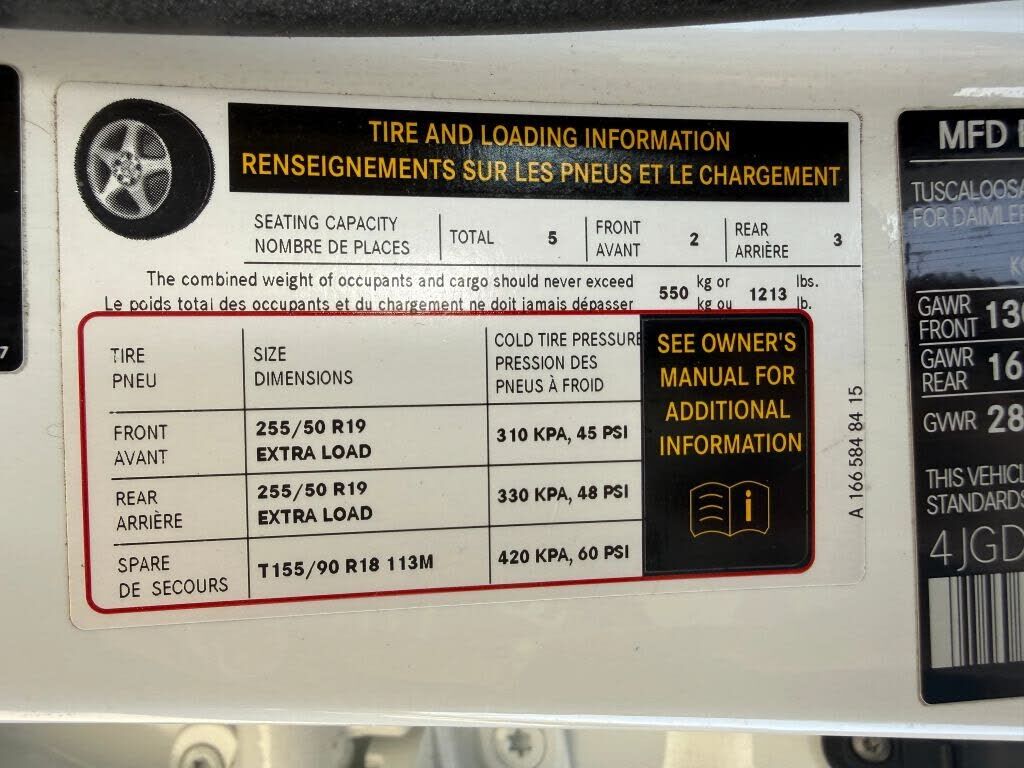 TIRE AND LOADING INFORMATION
RENSEIGNEMENTS SUR LES PNEUS ET LE CHARGEMENT
SEATING CAPACITY
NOMBRE DE PLACES
TOTAL 5
FRONT
AVANT
2
REAR
ARRIÈRE
3
The combined weight of occupants and cargo should never exceed 550 kg or 1213 lbs.
Le poids total des occupants et du chargement ne doit jamais dépasser kg ou lb.
TIRE
PNEU
SIZE
DIMENSIONS
COLD TIRE PRESSURE
PRESSION DES
PNEUS À FROID
SEE OWNER'S
MANUAL FOR
ADDITIONAL
INFORMATION
FRONT
AVANT
255/50 R19
EXTRA LOAD
310 KPA, 45 PSI
REAR
ARRIÈRE
255/50 R19
EXTRA LOAD
330 KPA, 48 PSI
SPARE
DE SECOURS
T155/90 R18 113M
420 KPA, 60 PSI
A 166 584 84 15
7
MFD
TUSCALOOSA
FOR DAIMLER
GAWR
FRONT
GAWR
REAR
GVWR
THIS VEHICL
STANDARDS
4JGD